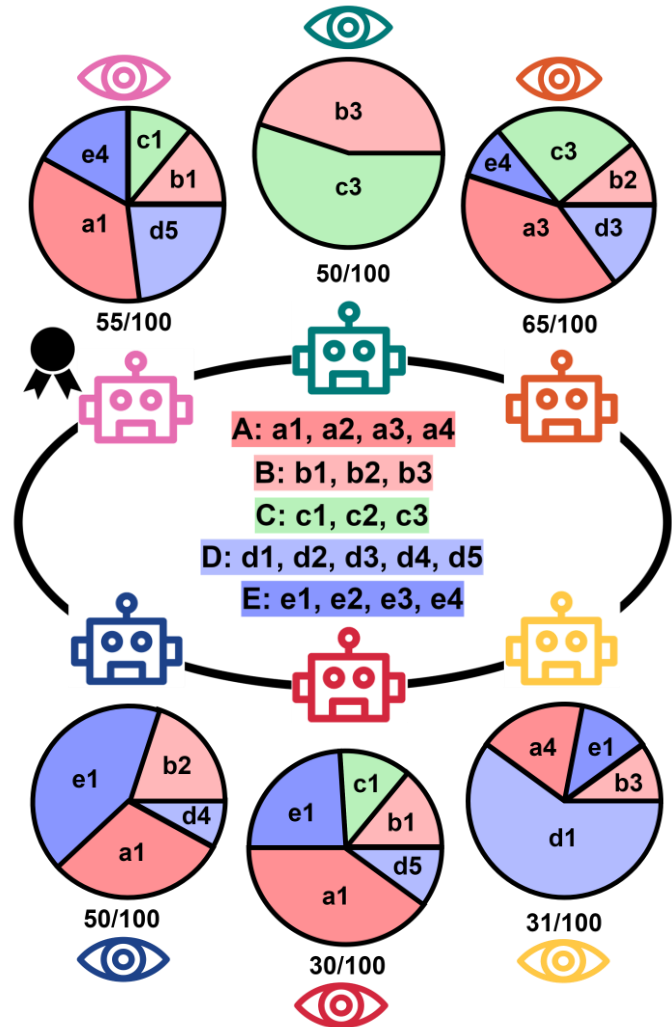 b3
c1
c3
e4
b1
c3
e4
b2
a1
d5
a3
d3
50/100
55/100
65/100
A: a1, a2, a3, a4
B: b1, b2, b3
C: c1, c2, c3
D: d1, d2, d3, d4, d5
E: e1, e2, e3, e4
e1
b2
d4
a1
e1
c1
b1
d5
a1
a4
e1
b3
d1
50/100
30/100
31/100